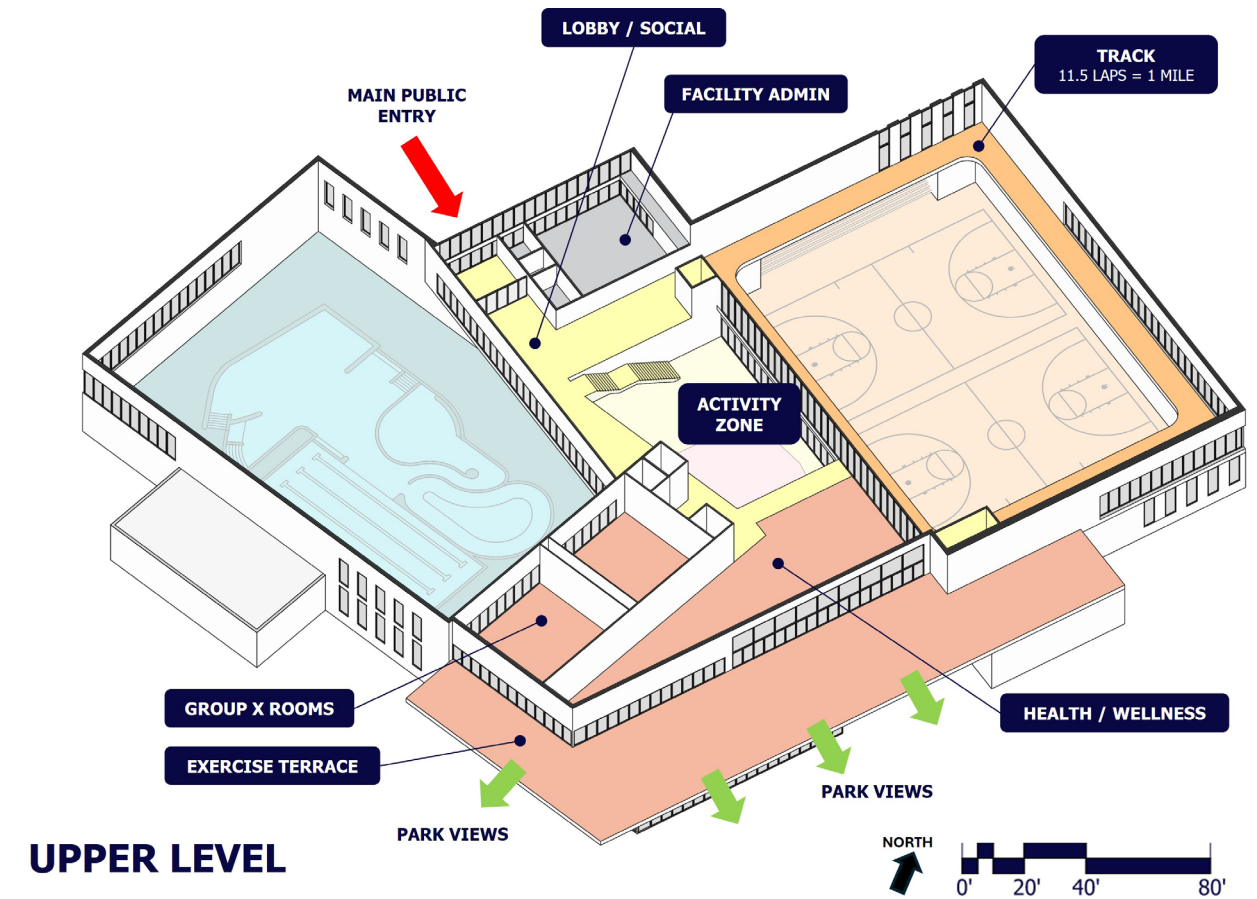 LOBBY / SOCIAL
TRACK
11.5 LAPS = 1 MILE
FACILITY ADMIN
MAIN PUBLIC
ENTRY
ACTIVITY
ZONE
GROUP X ROOMS
HEALTH / WELLNESS
EXERCISE TERRACE
PARK VIEWS
PARK VIEWS
UPPER LEVEL
NORTH
0' 20' 40' 80'